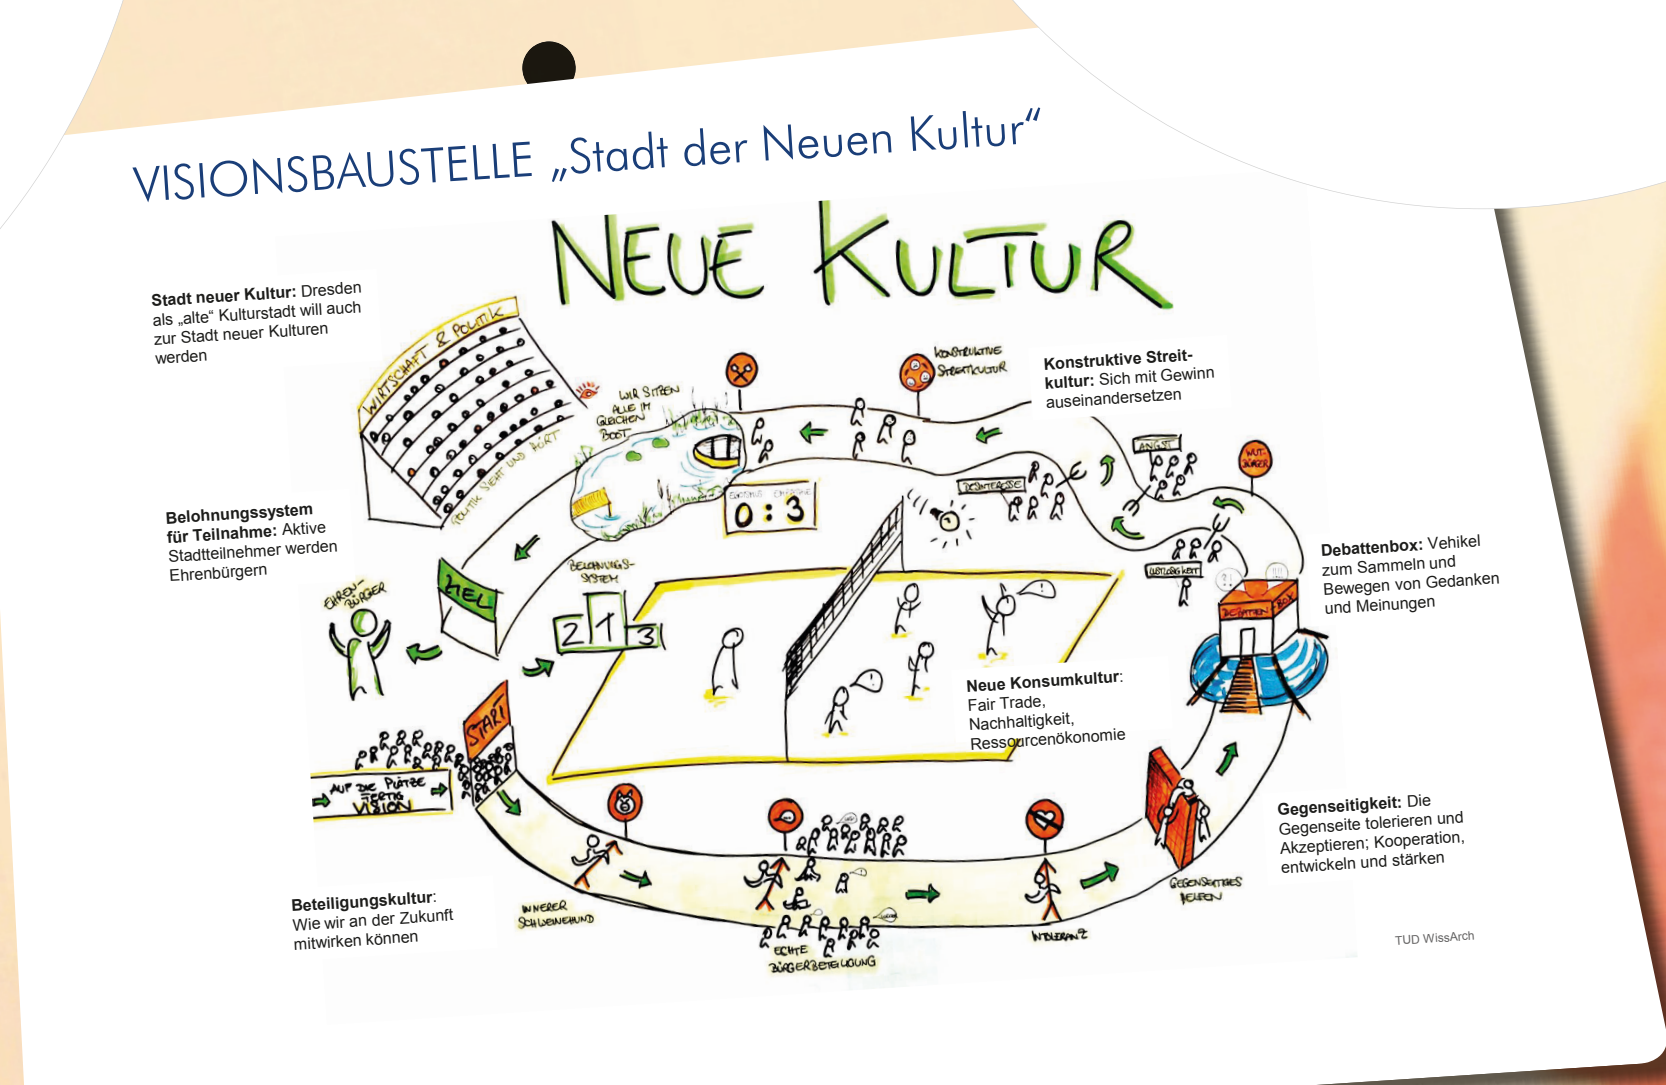 VISIONSBAUSTELLE „Stadt der Neuen Kultur“
NEUE KULTUR
Stadt neuer Kultur: Dresden
als „alte“ Kulturstadt will auch
zur Stadt neuer Kulturen
werden
WIRTSCHAFT & POLITIK
POLITIK SIEHT UND HÖRT
WIR SITZEN
ALLE IM
GLEICHEN
BOOT
KONSTRUKTIVE
STREITKULTUR
Konstruktive Streit-
kultur: Sich mit Gewinn
auseinandersetzen
ANGST
WUT-
BÜRGER
DESINTERESSE
0 : 3
Belohnungssystem
für Teilnahme: Aktive
Stadtteilnehmer werden
Ehrenbürgern
EHREN-
BÜRGER
ZIEL
BELOHNUNGS-
SYSTEM
2 1 3
Debattenbox: Vehikel
zum Sammeln und
Bewegen von Gedanken
und Meinungen
DEBATTEN BOX
Neue Konsumkultur:
Fair Trade,
Nachhaltigkeit,
Ressourcenökonomie
START
AUF DIE PLÄTZE
FERTIG
VISION
Gegenseitigkeit: Die
Gegenseite tolerieren und
Akzeptieren; Kooperation,
entwickeln und stärken
GEGENSEITIGES
HELFEN
Beteiligungskultur:
Wie wir an der Zukunft
mitwirken können
INNERER
SCHWEINEHUND
ECHTE
BÜRGERBETEILIGUNG
INTOLERANZ
TUD WissArch